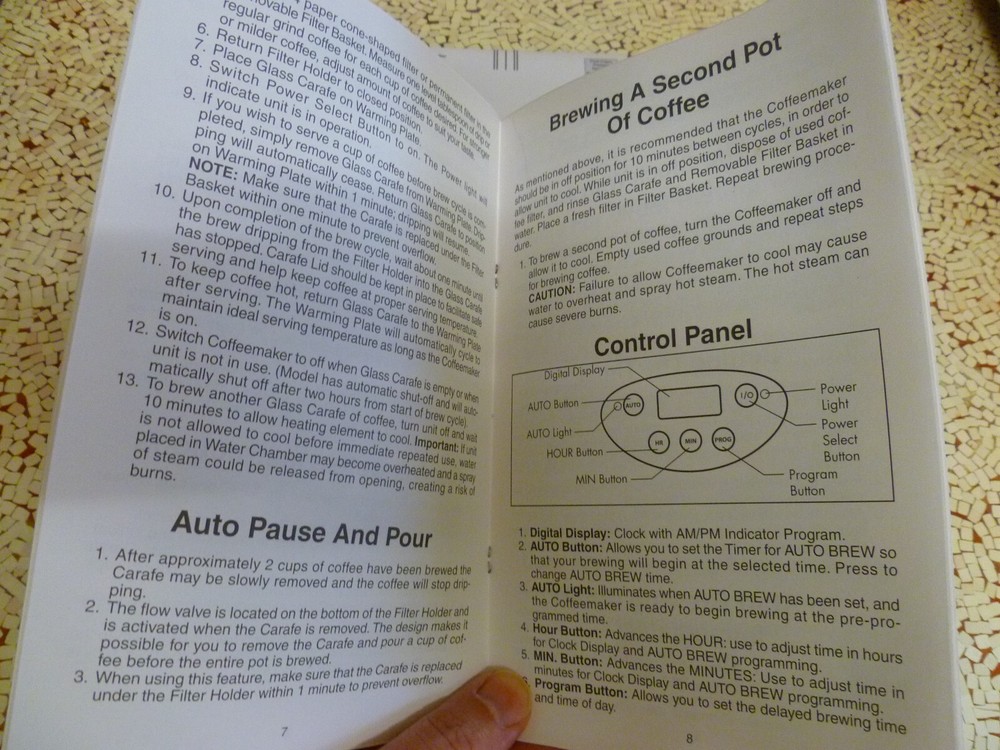 paper cone-shaped filter or permanent filter in the
movable Filter Basket. Measure one level tablespoon of drip or
regular grind coffee for each cup of coffee desired. For stronger
or milder coffee, adjust amount of coffee to suit your taste.
6. Return Filter Holder to closed position.
7. Place Glass Carafe on Warming Plate.
8. Switch Power Select Button to on. The Power light will
indicate unit is in operation.
9. If you wish to serve a cup of coffee before brew cycle is com-
pleted, simply remove Glass Carafe from Warming Plate. Drip-
ping will automatically cease. Return Glass Carafe to position
on Warming Plate within 1 minute; dripping will resume.
NOTE: Make sure that the Carafe is replaced under the Filter
Basket within one minute to prevent overflow.
10. Upon completion of the brew cycle, wait about one minute until
the brew dripping from the Filter Holder into the Glass Carafe
has stopped. Carafe Lid should be kept in place to facilitate safe
serving and help keep coffee at proper serving temperature.
11. To keep coffee hot, return Glass Carafe to the Warming Plate
after serving. The Warming Plate will automatically cycle to
maintain ideal serving temperature as long as the Coffeemaker
is on.
12. Switch Coffeemaker to off when Glass Carafe is empty or when
unit is not in use. (Model has automatic shut-off and will auto-
matically shut off after two hours from start of brew cycle).
13. To brew another Glass Carafe of coffee, turn unit off and wait
10 minutes to allow heating element to cool. Important: If unit
is not allowed to cool before immediate repeated use, water
placed in Water Chamber may become overheated and a spray
of steam could be released from opening, creating a risk of
burns.
Auto Pause And Pour
1. After approximately 2 cups of coffee have been brewed the
Carafe may be slowly removed and the coffee will stop drip-
ping.
2. The flow valve is located on the bottom of the Filter Holder and
is activated when the Carafe is removed. The design makes it
possible for you to remove the Carafe and pour a cup of cof-
fee before the entire pot is brewed.
3. When using this feature, make sure that the Carafe is replaced
under the Filter Holder within 1 minute to prevent overflow.
7
Brewing A Second Pot
Of Coffee
As mentioned above, it is recommended that the Coffeemaker
should be in off position for 10 minutes between cycles, in order to
allow unit to cool. While unit is in off position, dispose of used cof-
fee filter, and rinse Glass Carafe and Removable Filter Basket in
water. Place a fresh filter in Filter Basket. Repeat brewing proce-
dure.
1. To brew a second pot of coffee, turn the Coffeemaker off and
allow it to cool. Empty used coffee grounds and repeat steps
for brewing coffee.
CAUTION: Failure to allow Coffeemaker to cool may cause
water to overheat and spray hot steam. The hot steam can
cause severe burns.
Control Panel
Digital Display
AUTO Button
AUTO Light
HOUR Button
MIN Button
AUTO
I/O
HR
MIN
PROG
Power
Light
Power
Select
Button
Program
Button
1. Digital Display: Clock with AM/PM Indicator Program.
2. AUTO Button: Allows you to set the Timer for AUTO BREW so
that your brewing will begin at the selected time. Press to
change AUTO BREW time.
3. AUTO Light: Illuminates when AUTO BREW has been set, and
the Coffeemaker is ready to begin brewing at the pre-pro-
grammed time.
4. Hour Button: Advances the HOUR: use to adjust time in hours
for Clock Display and AUTO BREW programming.
5. MIN. Button: Advances the MINUTES: Use to adjust time in
minutes for Clock Display and AUTO BREW programming.
Program Button: Allows you to set the delayed brewing time
and time of day.
8